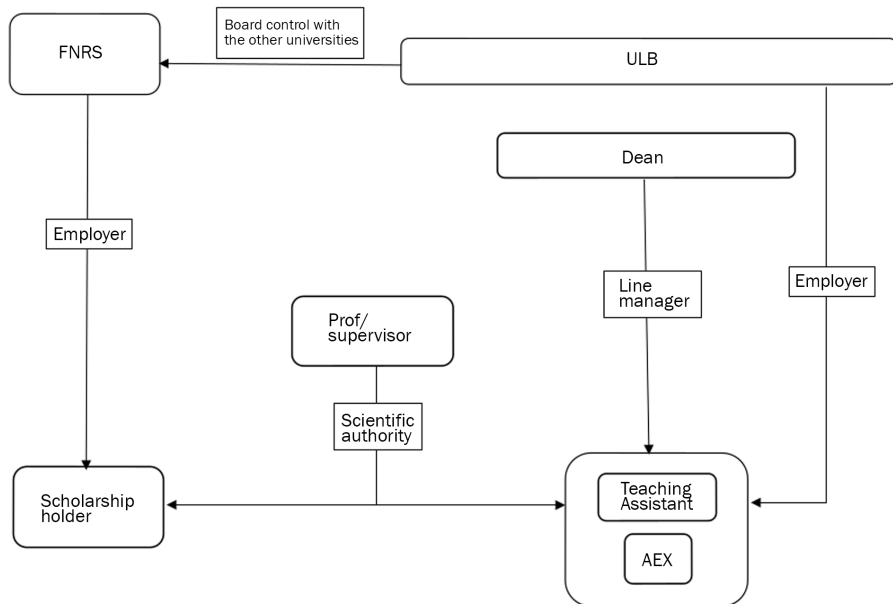 Board control with
the other universities
FNRS
ULB
Dean
Employer
Line
manager
Employer
Prof/
supervisor
Scientific
authority
Scholarship
holder
Teaching
Assistant
AEX